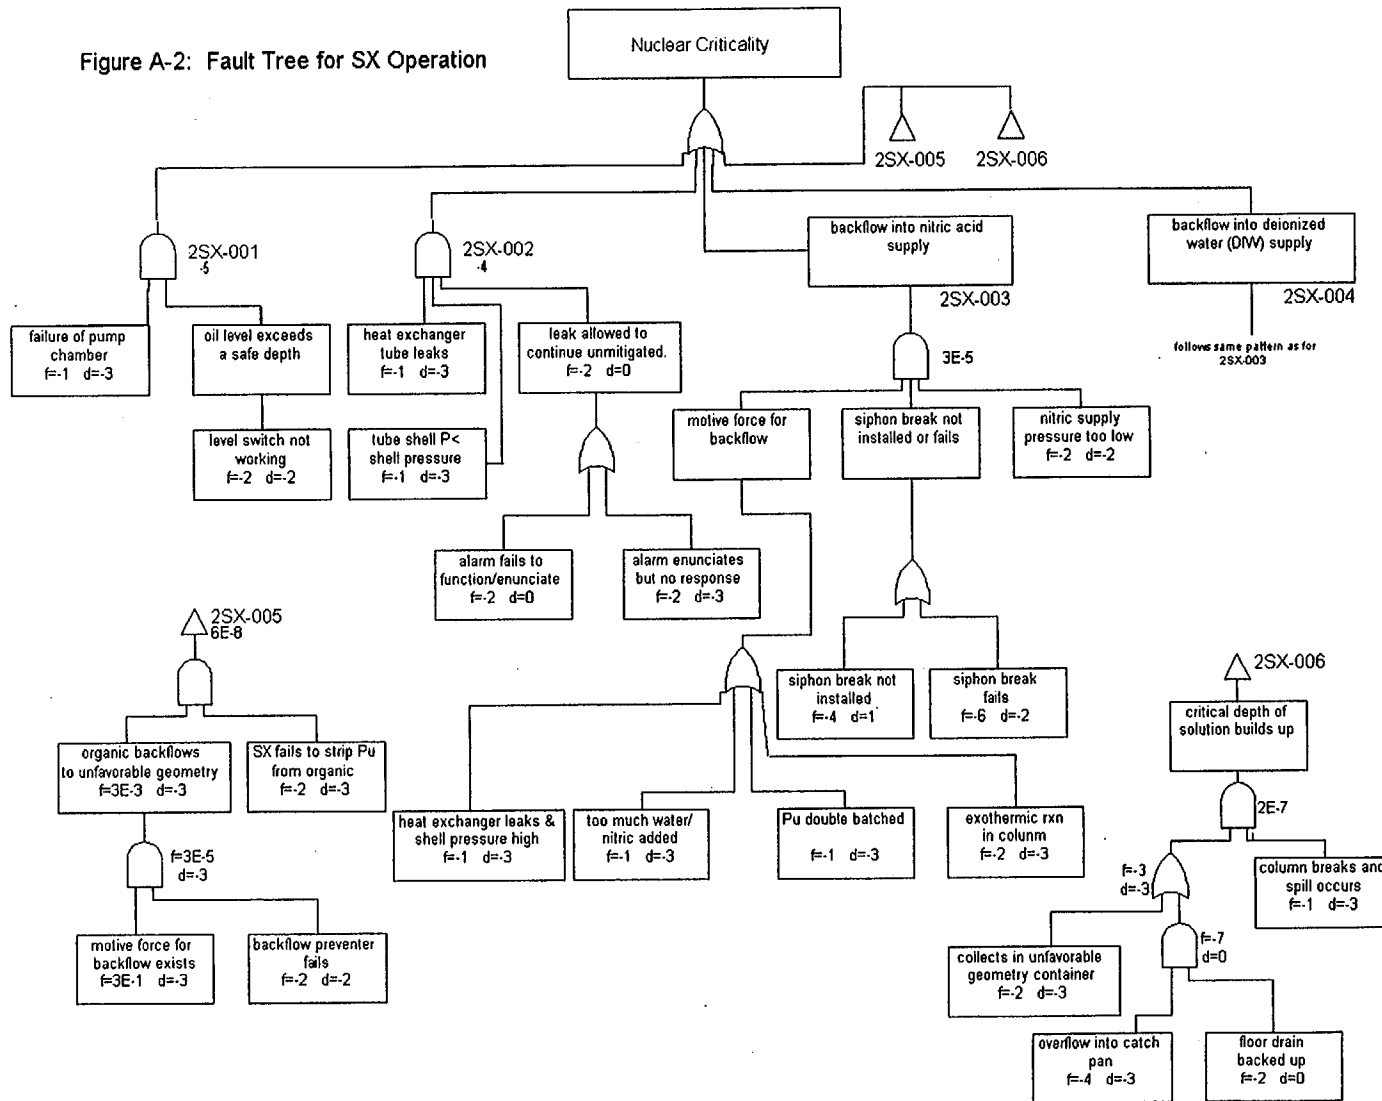 Nuclear Criticality
Figure A-2: Fault Tree for SX Operation
2SX-005
2SX-006
2SX-001
-5
2SX-002
-4
backflow into nitric acid
supply
2SX-003
backflow into deionized
water (DIW) supply
2SX-004
follows same pattern as for
2SX-003
failure of pump
chamber
f=-1 d=-3
oil level exceeds
a safe depth
heat exchanger
tube leaks
f=-1 d=-3
leak allowed to
continue unmitigated.
f=-2 d=0
3E-5
level switch not
working
f=-2 d=-2
tube shell P<
shell pressure
f=-1 d=-3
motive force for
backflow
siphon break not
installed or fails
nitric supply
pressure too low
f=-2 d=-2
alarm fails to
function/enunciate
f=-2 d=0
alarm enunciates
but no response
f=-2 d=-3
2SX-005
6E-8
siphon break not
installed
f=-4 d=1
siphon break
fails
f=-6 d=-2
2SX-006
critical depth of
solution builds up
organic backflows
to unfavorable geometry
f=3E-3 d=-3
SX fails to strip Pu
from organic
f=-2 d=-3
heat exchanger leaks &
shell pressure high
f=-1 d=-3
too much water/
nitric added
f=-1 d=-3
Pu double batched
f=-1 d=-3
exothermic rxn
in colunm
f=-2 d=-3
2E-7
f=3E-5
d=-3
f=-3
d=-3
column breaks and
spill occurs
f=-1 d=-3
motive force for
backflow exists
f=3E-1 d=-3
backflow preventer
fails
f=-2 d=-2
f=-7
d=0
collects in unfavorable
geometry container
f=-2 d=-3
overflow into catch
pan
f=-4 d=-3
floor drain
backed up
f=-2 d=0